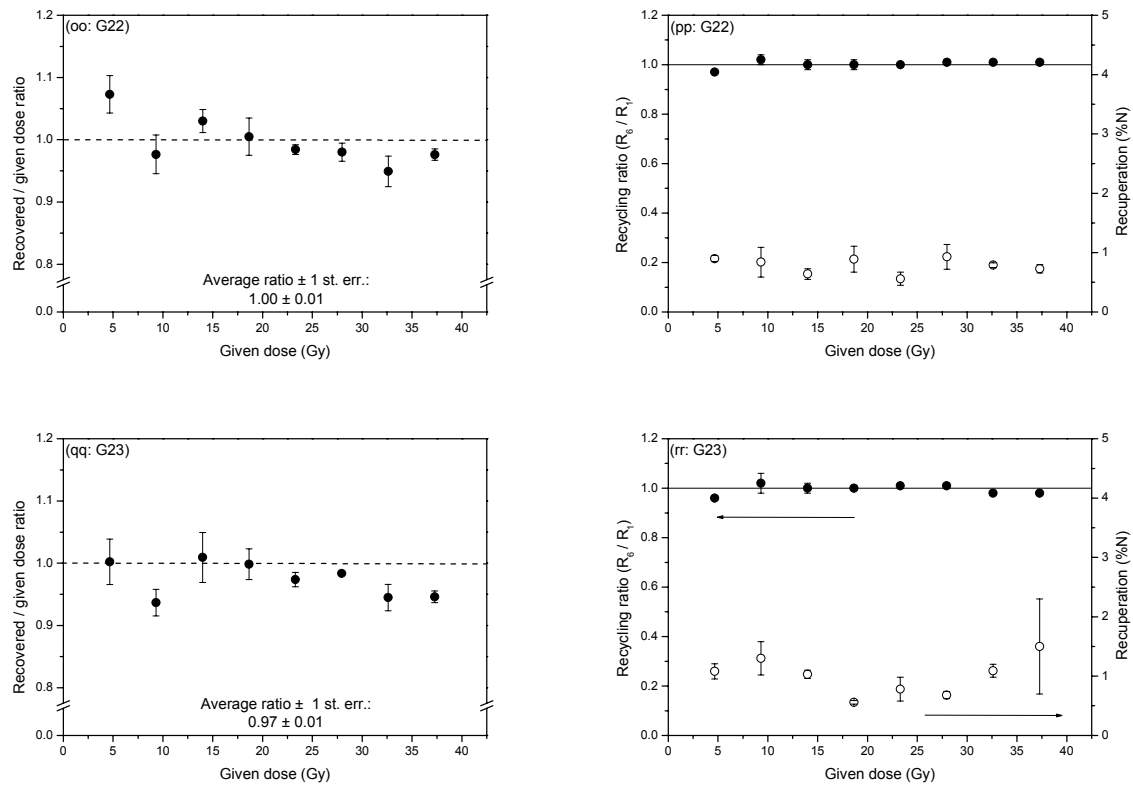 (oo: G22)
1.2
1.1
1.0
0.9
0.8
0.0
Recovered / given dose ratio
Average ratio ± 1 st. err.:
1.00 ± 0.01
0 5 10 15 20 25 30 35 40
Given dose (Gy)
(pp: G22)
1.2
1.0
0.8
0.6
0.4
0.2
0.0
Recycling ratio (R6 / R1)
5
4
3
2
1
0
Recuperation (%N)
0 5 10 15 20 25 30 35 40
Given dose (Gy)
(qq: G23)
1.2
1.1
1.0
0.9
0.8
0.0
Recovered / given dose ratio
Average ratio ± 1 st. err.:
0.97 ± 0.01
0 5 10 15 20 25 30 35 40
Given dose (Gy)
(rr: G23)
1.2
1.0
0.8
0.6
0.4
0.2
0.0
Recycling ratio (R6 / R1)
5
4
3
2
1
0
Recuperation (%N)
0 5 10 15 20 25 30 35 40
Given dose (Gy)